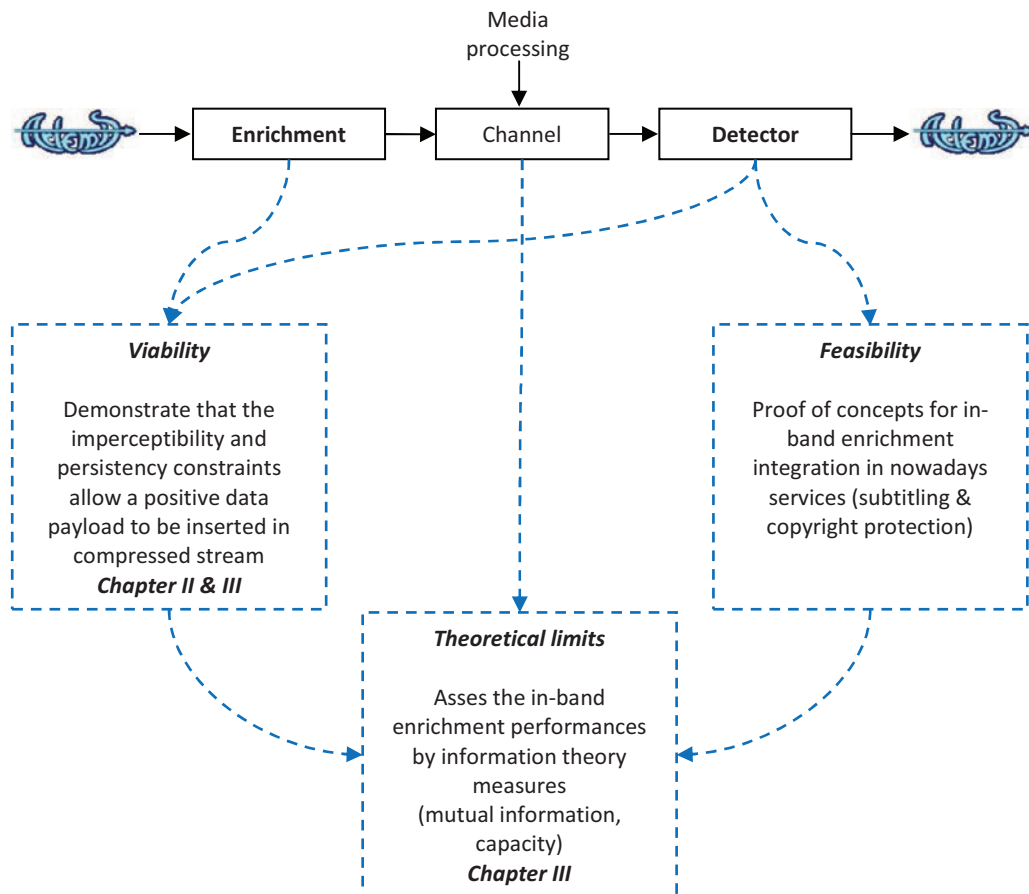 Media
processing
Enrichment
Channel
Detector
Viability
Demonstrate that the
imperceptibility and
persistency constraints
allow a positive data
payload to be inserted in
compressed stream
Chapter II & III
Feasibility
Proof of concepts for in-
band enrichment
integration in nowadays
services (subtitling &
copyright protection)
Theoretical limits
Asses the in-band
enrichment performances
by information theory
measures
(mutual information,
capacity)
Chapter III